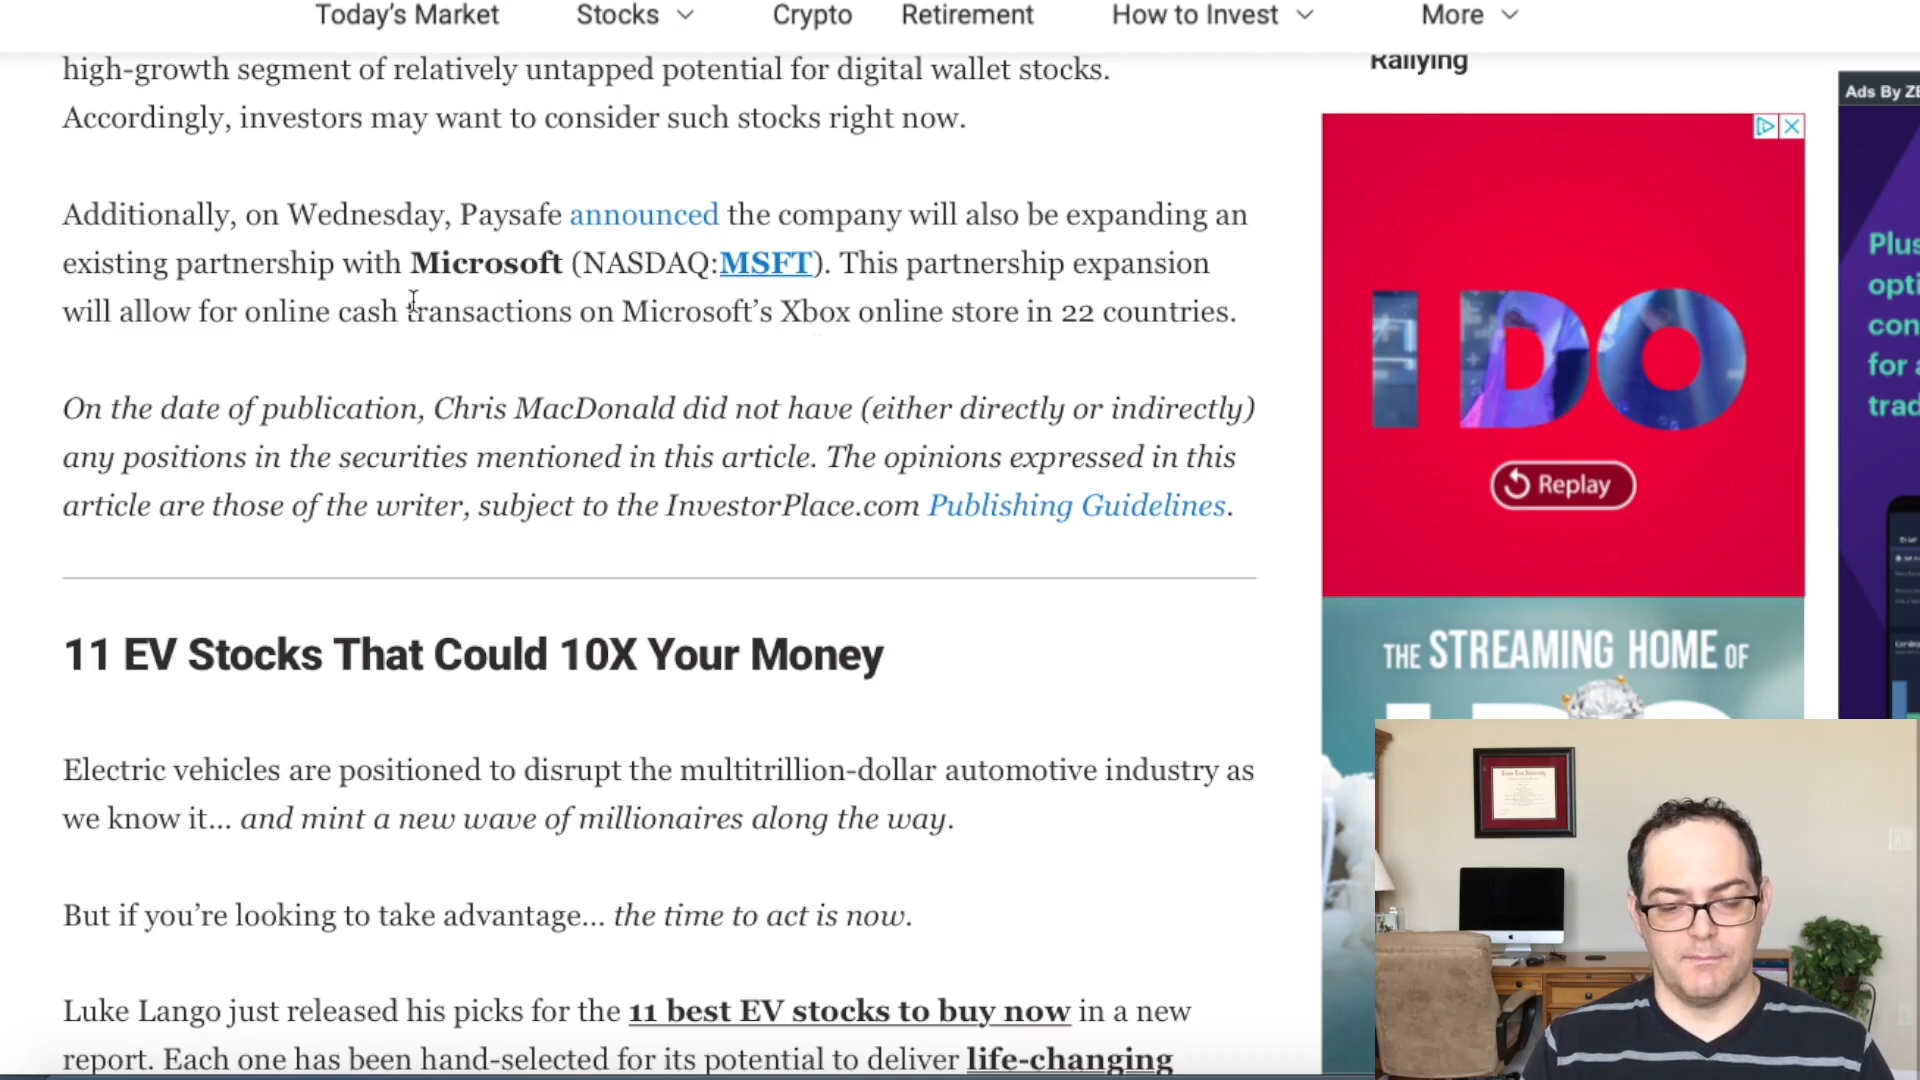 Today's Market Stocks Crypto Retirement How to Invest More
high-growth segment of relatively untapped potential for digital wallet stocks.
Accordingly, investors may want to consider such stocks right now.
Additionally, on Wednesday, Paysafe announced the company will also be expanding an
existing partnership with Microsoft (NASDAQ:MSFT). This partnership expansion
will allow for online cash transactions on Microsoft's Xbox online store in 22 countries.
On the date of publication, Chris MacDonald did not have (either directly or indirectly)
any positions in the securities mentioned in this article. The opinions expressed in this
article are those of the writer, subject to the InvestorPlace.com Publishing Guidelines.
11 EV Stocks That Could 10X Your Money
Electric vehicles are positioned to disrupt the multitrillion-dollar automotive industry as
we know it... and mint a new wave of millionaires along the way.
But if you're looking to take advantage... the time to act is now.
Luke Lango just released his picks for the 11 best EV stocks to buy now in a new
report. Each one has been hand-selected for its potential to deliver life-changing
Rallying
I DO
Replay
THE STREAMING HOME OF
Ads By ZE
Plus
opti
con
for a
trad